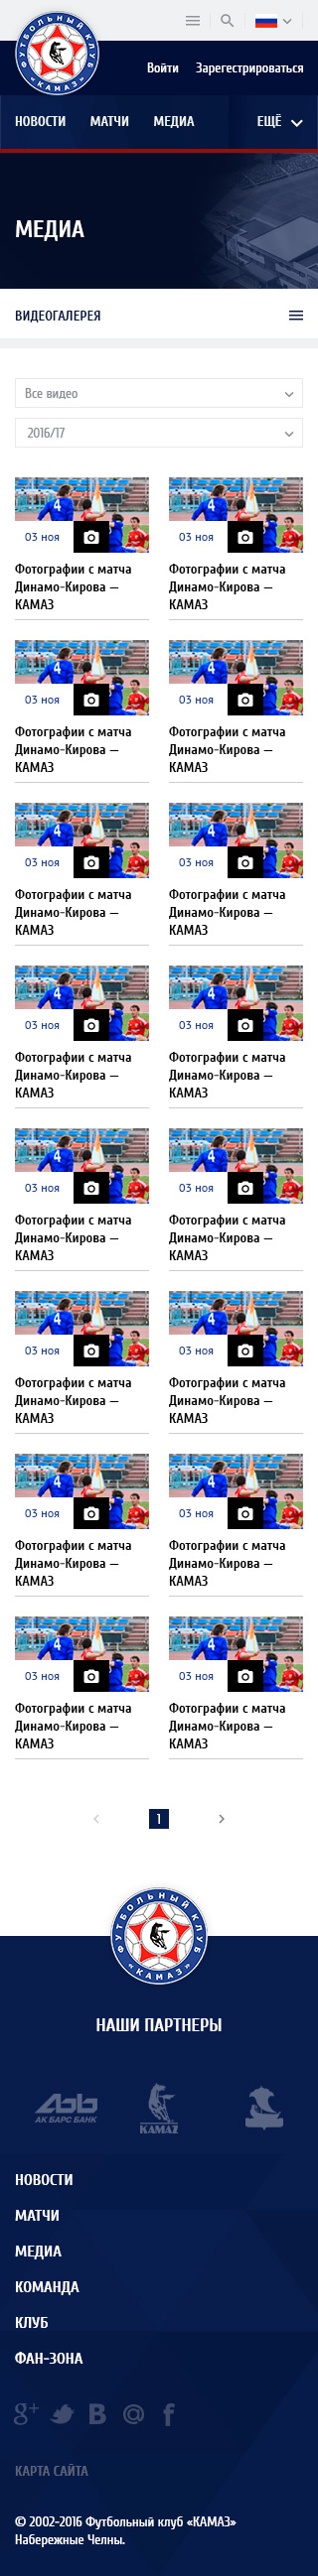 ФУТБОЛЬНЫЙ КЛУБ
«КАМАЗ»
Войти Зарегестрироваться
НОВОСТИ МАТЧИ МЕДИА ЕЩЁ
МЕДИА
ВИДЕОГАЛЕРЕЯ
Все видео
2016/17
03 ноя 03 ноя
Фотографии с матча Фотографии с матча
Динамо-Кирова — Динамо-Кирова —
КАМАЗ КАМАЗ
03 ноя 03 ноя
Фотографии с матча Фотографии с матча
Динамо-Кирова — Динамо-Кирова —
КАМАЗ КАМАЗ
03 ноя 03 ноя
Фотографии с матча Фотографии с матча
Динамо-Кирова — Динамо-Кирова —
КАМАЗ КАМАЗ
03 ноя 03 ноя
Фотографии с матча Фотографии с матча
Динамо-Кирова — Динамо-Кирова —
КАМАЗ КАМАЗ
03 ноя 03 ноя
Фотографии с матча Фотографии с матча
Динамо-Кирова — Динамо-Кирова —
КАМАЗ КАМАЗ
03 ноя 03 ноя
Фотографии с матча Фотографии с матча
Динамо-Кирова — Динамо-Кирова —
КАМАЗ КАМАЗ
03 ноя 03 ноя
Фотографии с матча Фотографии с матча
Динамо-Кирова — Динамо-Кирова —
КАМАЗ КАМАЗ
03 ноя 03 ноя
Фотографии с матча Фотографии с матча
Динамо-Кирова — Динамо-Кирова —
КАМАЗ КАМАЗ
1
ФУТБОЛЬНЫЙ КЛУБ
«КАМАЗ»
НАШИ ПАРТНЕРЫ
АК БАРС БАНК KAMAZ
НОВОСТИ
МАТЧИ
МЕДИА
КОМАНДА
КЛУБ
ФАН-ЗОНА
КАРТА САЙТА
© 2002-2016 Футбольный клуб «КАМАЗ»
Набережные Челны.